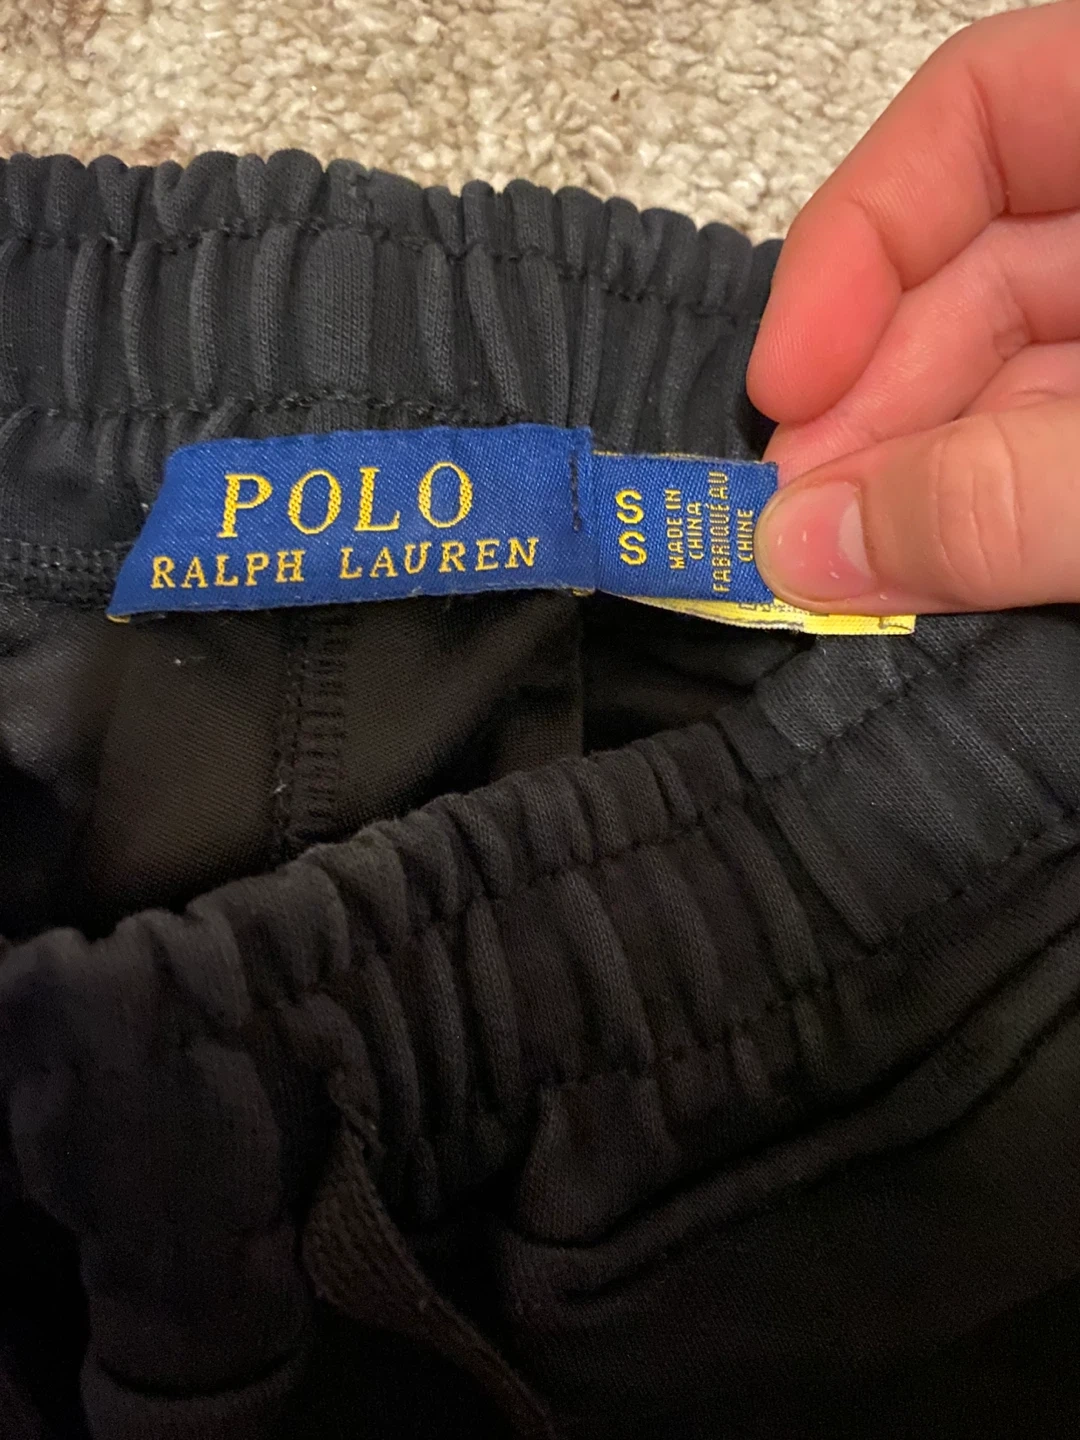 POLO
RALPH LAUREN
S
S
MADE IN
CHINA
FABRIQUÉ AU
CHINE